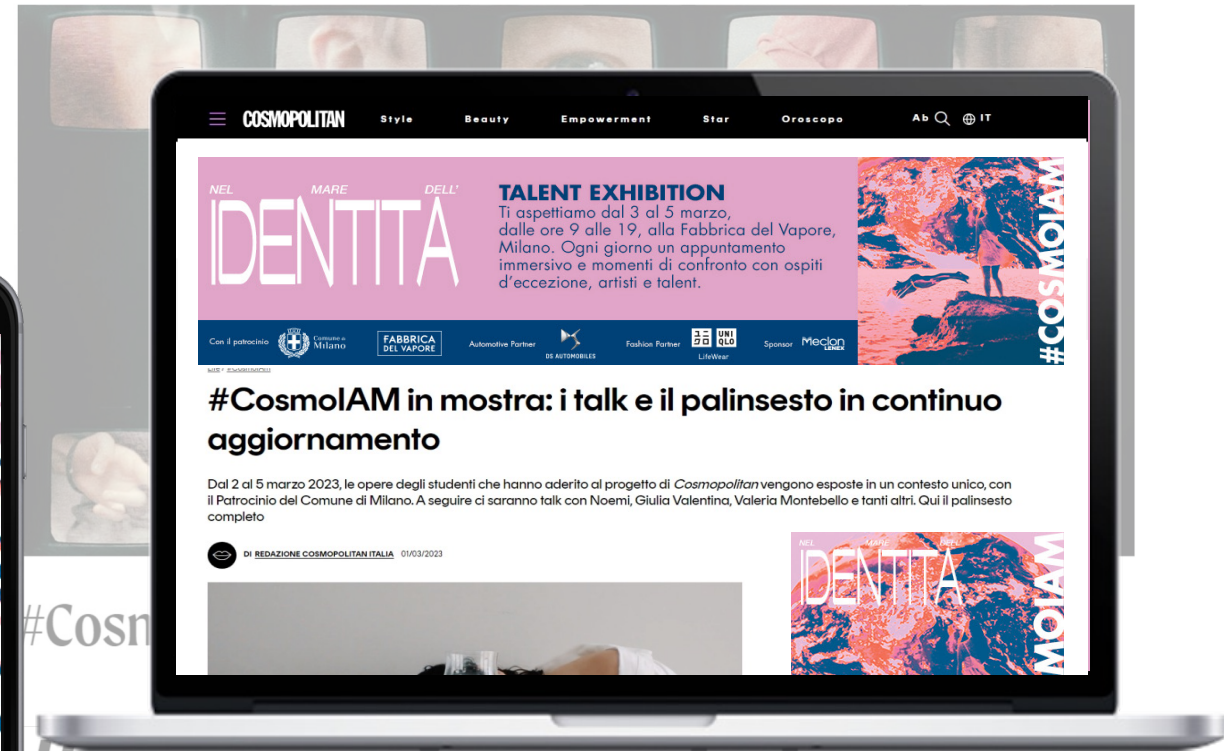 COSMOPOLITAN Style Beauty Empowerment Star Oroscopo Ab IT
NEL MARE DELL'
IDENTITÀ
TALENT EXHIBITION
Ti aspettiamo dal 3 al 5 marzo,
dalle ore 9 alle 19, alla Fabbrica del Vapore,
Milano. Ogni giorno un appuntamento
immersivo e momenti di confronto con ospiti
d'eccezione, artisti e talent.
#COSMOIAM
Con il patrocinio
Comune di
Milano
FABBRICA
DEL VAPORE
Automotive Partner
DS AUTOMOBILES
Fashion Partner
UNI
QLO
LifeWear
Sponsor
Meclon
LENEX
#CosmoIAM in mostra: i talk e il palinsesto in continuo
aggiornamento
Dal 2 al 5 marzo 2023, le opere degli studenti che hanno aderito al progetto di Cosmopolitan vengono esposte in un contesto unico, con
il Patrocinio del Comune di Milano. A seguire ci saranno talk con Noemi, Giulia Valentina, Valeria Montebello e tanti altri. Qui il palinsesto
completo
DI REDAZIONE COSMOPOLITAN ITALIA 01/03/2023
NEL MARE DELL'
IDENTITÀ
MOIAM
#Cosm